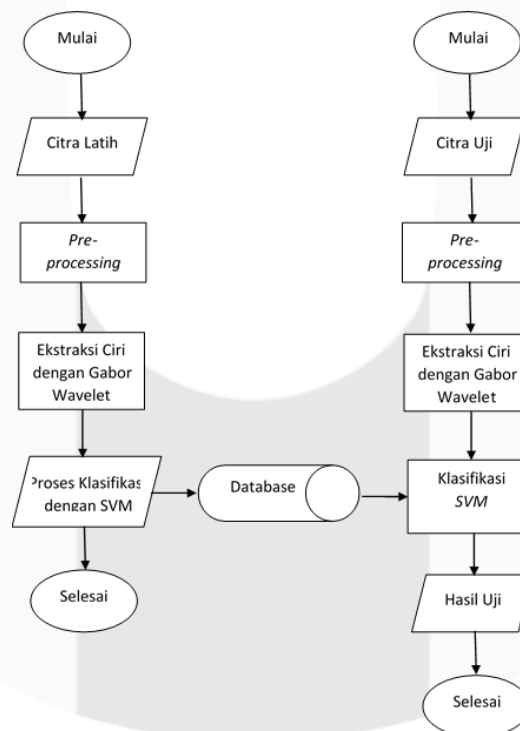 Mulai
Citra Latih
Pre-
processing
Ekstraksi Ciri
dengan Gabor
Wavelet
Proses Klasifikas
dengan SVM
Selesai
Database
Mulai
Citra Uji
Pre-
processing
Ekstraksi Ciri
dengan Gabor
Wavelet
Klasifikasi
SVM
Hasil Uji
Selesai